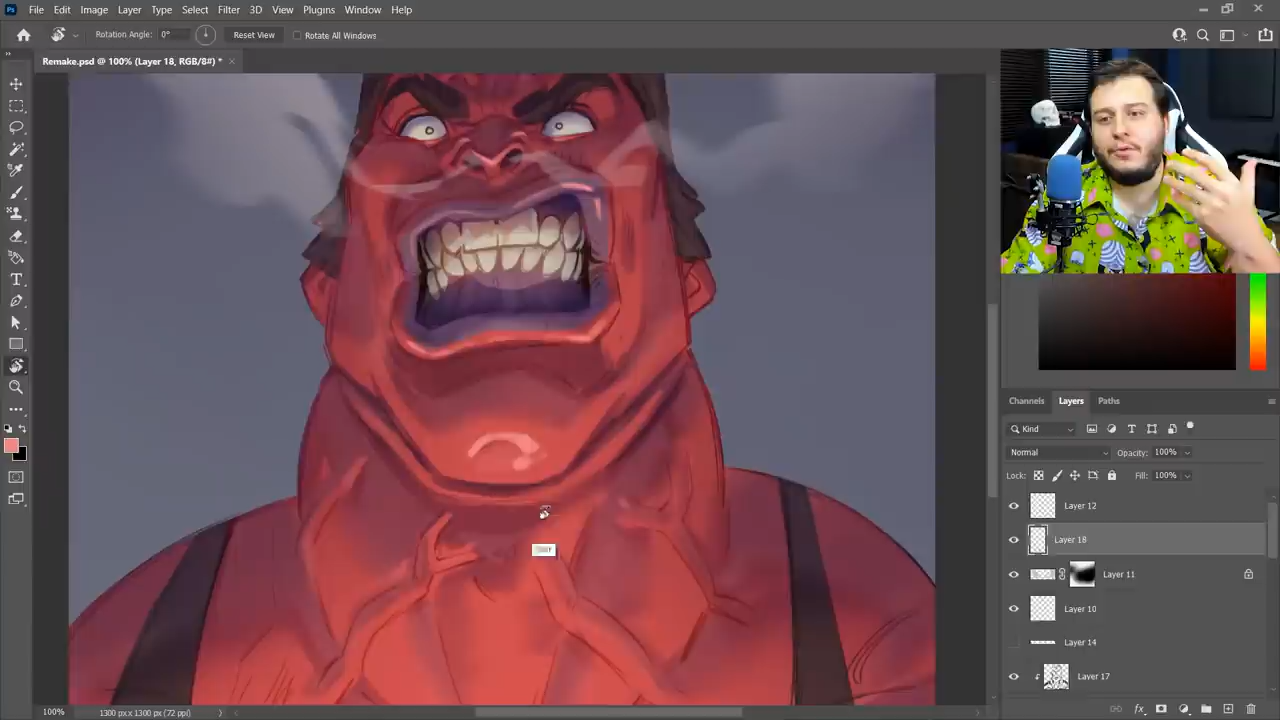 Ps File Edit Image Layer Type Select Filter 3D View Plugins Window Help
Rotation Angle: 0° Reset View Rotate All Windows
Remake.psd @ 100% (Layer 18, RGB/8#) *
Channels Layers Paths
Kind
Normal Opacity: 100%
Lock: Fill: 100%
Layer 12
Layer 18
Layer 11
Layer 10
Layer 14
Layer 17
100% 1300 px x 1300 px (72 ppi)
fx